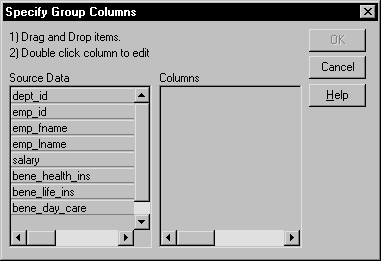 Specify Group Columns
1) Drag and Drop items.
2) Double click column to edit
OK
Cancel
Help
Source Data
Columns
dept_id
emp_id
emp_fname
emp_lname
salary
bene_health_ins
bene_life_ins
bene_day_care